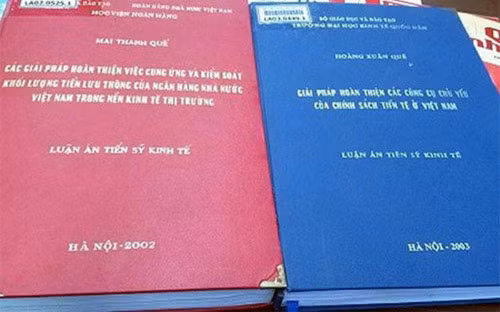 LA02.0525.1
VÀ ĐÀO TẠO
NGÂN HÀNG NHÀ NƯỚC VIỆT NAM
HỌC VIỆN NGÂN HÀNG
MAI THANH QUẾ
CÁC GIẢI PHÁP HOÀN THIỆN VIỆC CUNG ỨNG VÀ KIỂM SOÁT
KHỐI LƯỢNG TIỀN LƯU THÔNG CỦA NGÂN HÀNG NHÀ NƯỚC
VIỆT NAM TRONG NỀN KINH TẾ THỊ TRƯỜNG
LUẬN ÁN TIẾN SỸ KINH TẾ
HÀ NỘI-2002
BỘ GIÁO DỤC VÀ ĐÀO TẠO
TRƯỜNG ĐẠI HỌC KINH TẾ QUỐC DÂN
HOÀNG XUÂN QUẾ
GIẢI PHÁP HOÀN THIỆN CÁC CÔNG CỤ CHỦ YẾU
CỦA CHÍNH SÁCH TIỀN TỆ Ở VIỆT NAM
LUẬN ÁN TIẾN SỸ KINH TẾ
HÀ NỘI - 2003